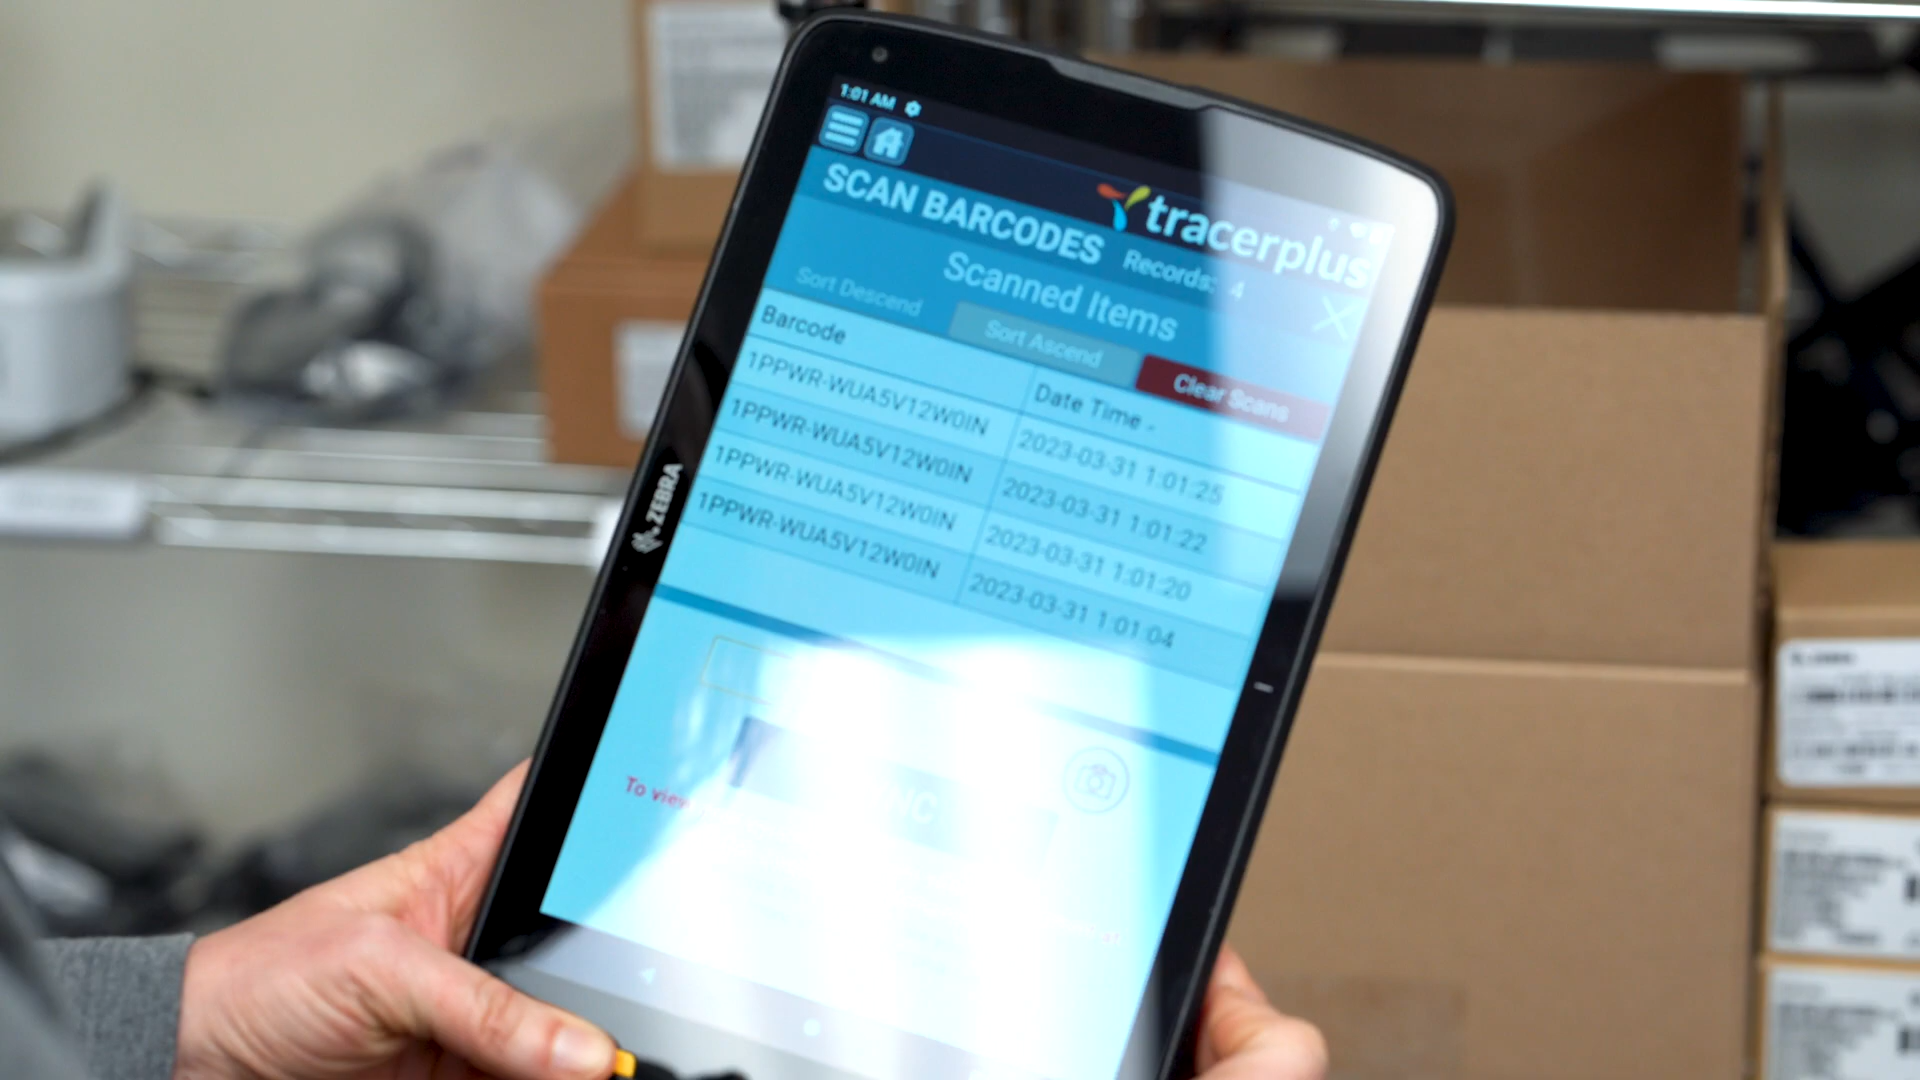 1:01 AM
tracerplus
SCAN BARCODES
Records: 4
Scanned Items
Sort Descend
Sort Ascend
Clear Scans
Barcode
Date Time
1PPWR-WUA5V12W0IN
2023-03-31 1:01:25
1PPWR-WUA5V12W0IN
2023-03-31 1:01:22
1PPWR-WUA5V12W0IN
2023-03-31 1:01:20
1PPWR-WUA5V12W0IN
2023-03-31 1:01:04
To view
ZEBRA